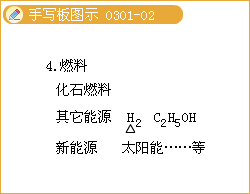 手写板图示 0301-02
4.燃料
化石燃料
其它能源 H₂ C₂H₅OH
△
新能源 太阳能……等